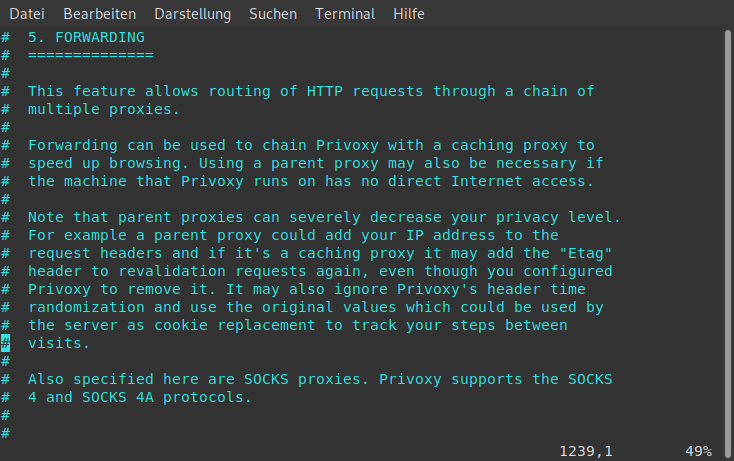 Datei Bearbeiten Darstellung Suchen Terminal Hilfe
#  5. FORWARDING
#  ==============
#
#  This feature allows routing of HTTP requests through a chain of
#  multiple proxies.
#
#  Forwarding can be used to chain Privoxy with a caching proxy to
#  speed up browsing. Using a parent proxy may also be necessary if
#  the machine that Privoxy runs on has no direct Internet access.
#
#  Note that parent proxies can severely decrease your privacy level.
#  For example a parent proxy could add your IP address to the
#  request headers and if it's a caching proxy it may add the "Etag"
#  header to revalidation requests again, even though you configured
#  Privoxy to remove it. It may also ignore Privoxy's header time
#  randomization and use the original values which could be used by
#  the server as cookie replacement to track your steps between
#  visits.
#
#  Also specified here are SOCKS proxies. Privoxy supports the SOCKS
#  4 and SOCKS 4A protocols.
#
#
1239,1 49%